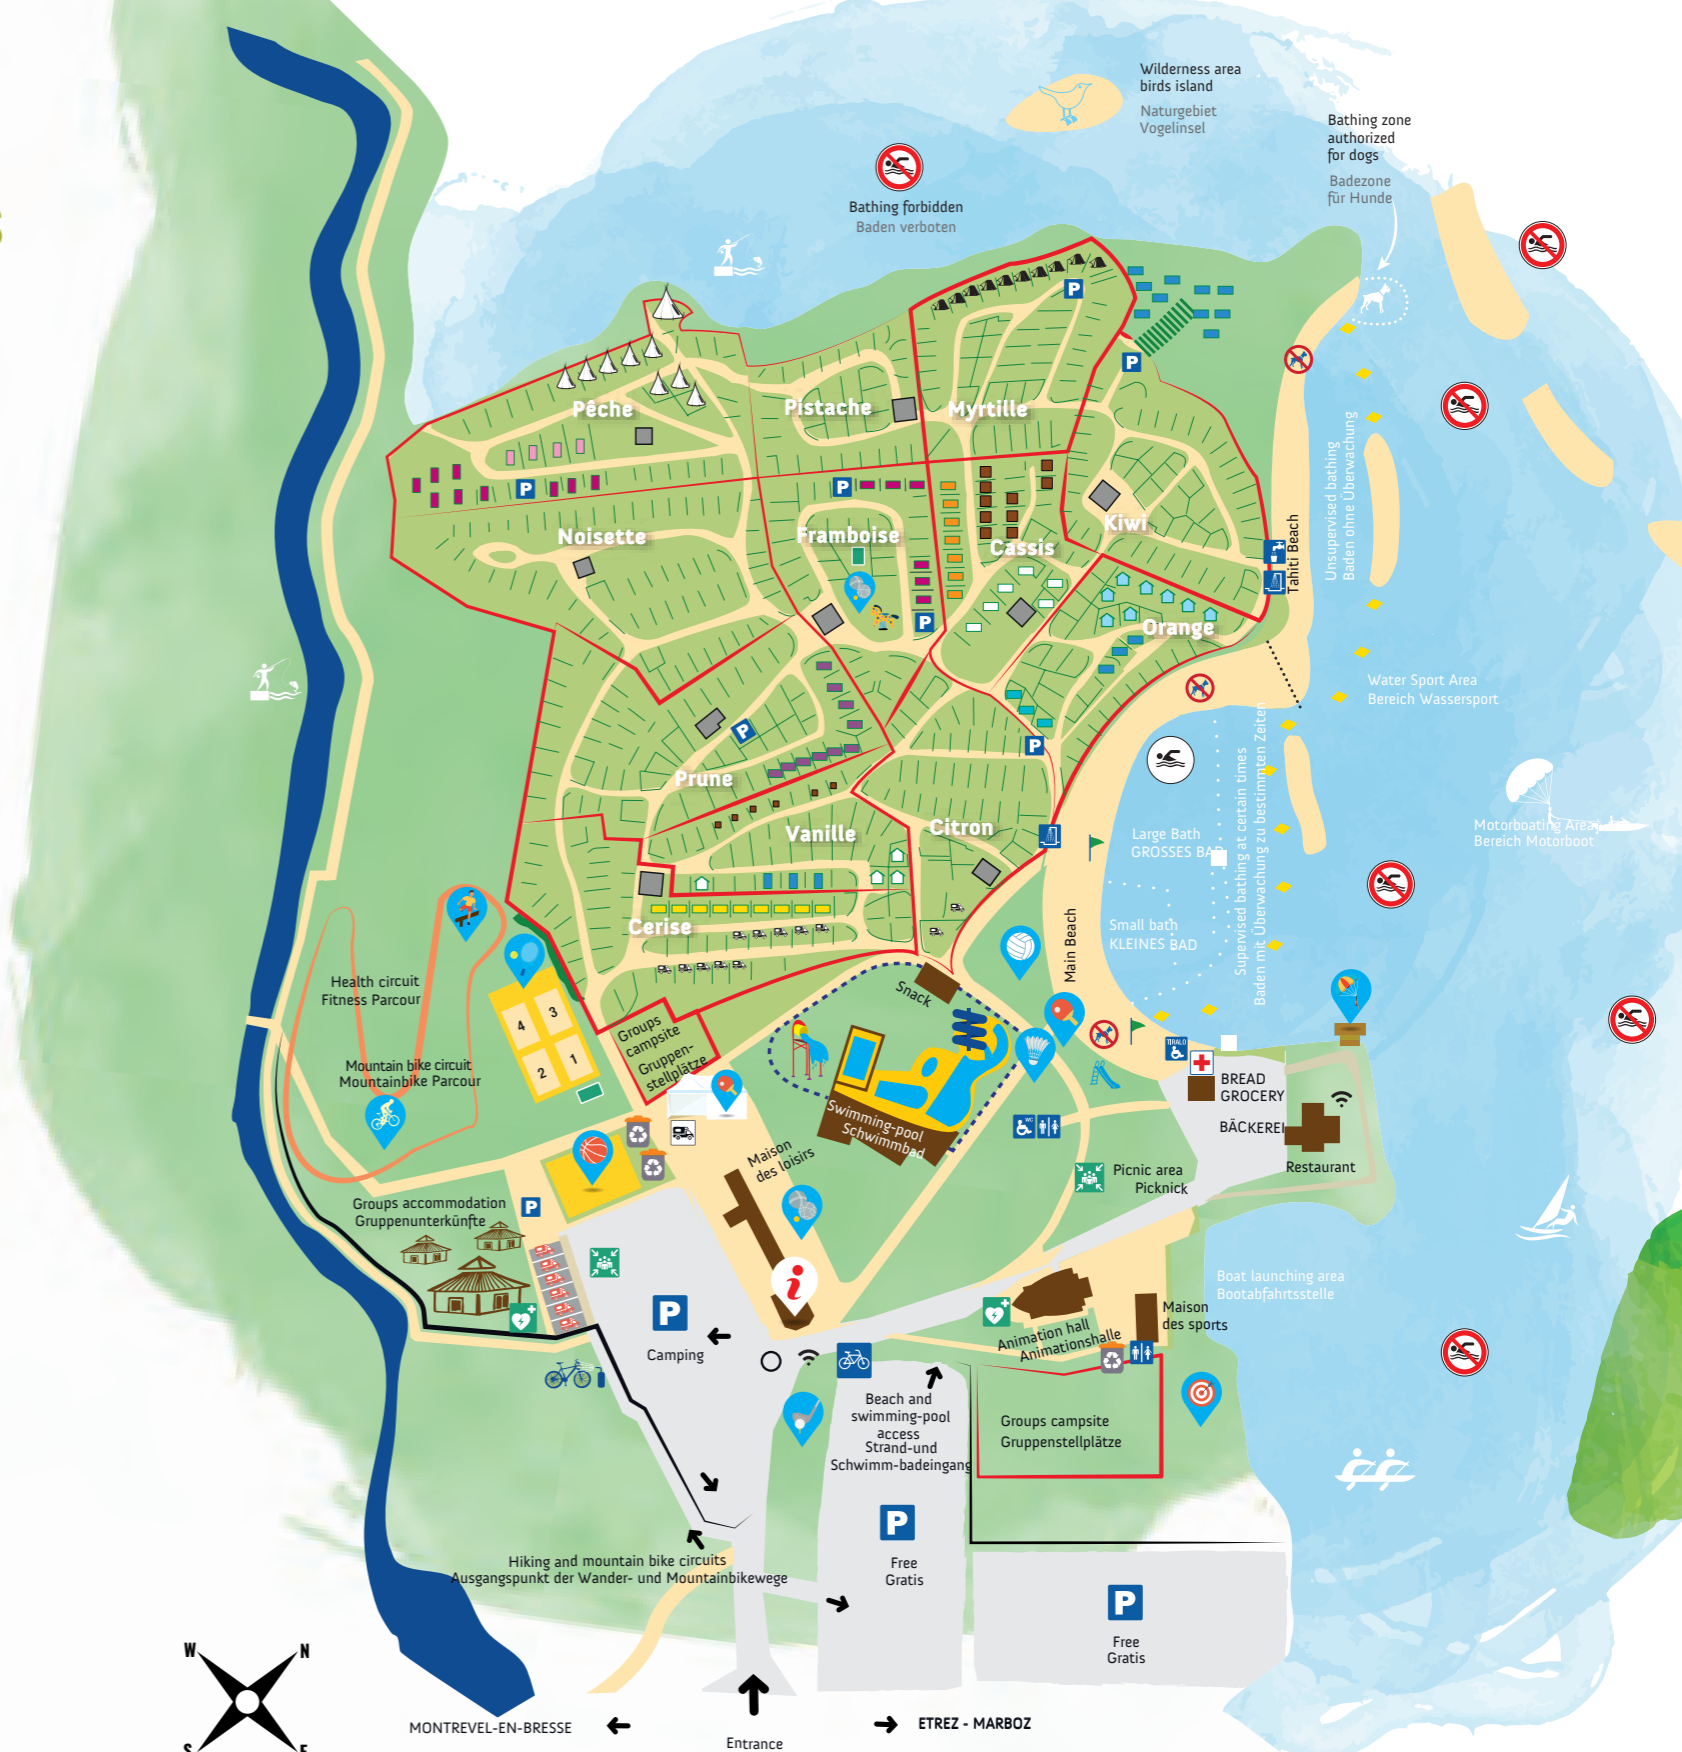 Wilderness area
birds island
Naturgebiet
Vogelinsel
Bathing zone
authorized
for dogs
Badezone
für Hunde
Bathing forbidden
Baden verboten
P
P
Pêche
Pistache
Myrtille
P
P
Noisette
Framboise
Kiwi
Cassis
Tahiti Beach
Unsupervised bathing
Baden ohne Überwachung
P
Orange
Water Sport Area
Bereich Wassersport
P
P
Prune
Vanille
Citron
Large Bath
GROSSES BAD
Supervised bathing at certain times
Baden mit Überwachung zu bestimmten Zeiten
Motorboating Area
Bereich Motorboot
Cerise
Small bath
KLEINES BAD
Main Beach
Health circuit
Fitness Parcour
Snack
4
3
2
1
Groups
campsite
Gruppen-
stellplätze
Mountain bike circuit
Mountainbike Parcour
TIRALO
BREAD
GROCERY
BÄCKEREI
Swimming-pool
Schwimmbad
WC
Restaurant
Maison
des loisirs
Picnic area
Picknick
Groups accommodation
Gruppenunterkünfte
P
i
Boat launching area
Bootabfahrtsstelle
P
Camping
Maison
des sports
Animation hall
Animationshalle
Beach and
swimming-pool
access
Strand-und
Schwimm-badeingang
Groups campsite
Gruppenstellplätze
P
Free
Gratis
Hiking and mountain bike circuits
Ausgangspunkt der Wander- und Mountainbikewege
P
Free
Gratis
W
N
S
E
MONTREVEL-EN-BRESSE
ETREZ - MARBOZ
Entrance